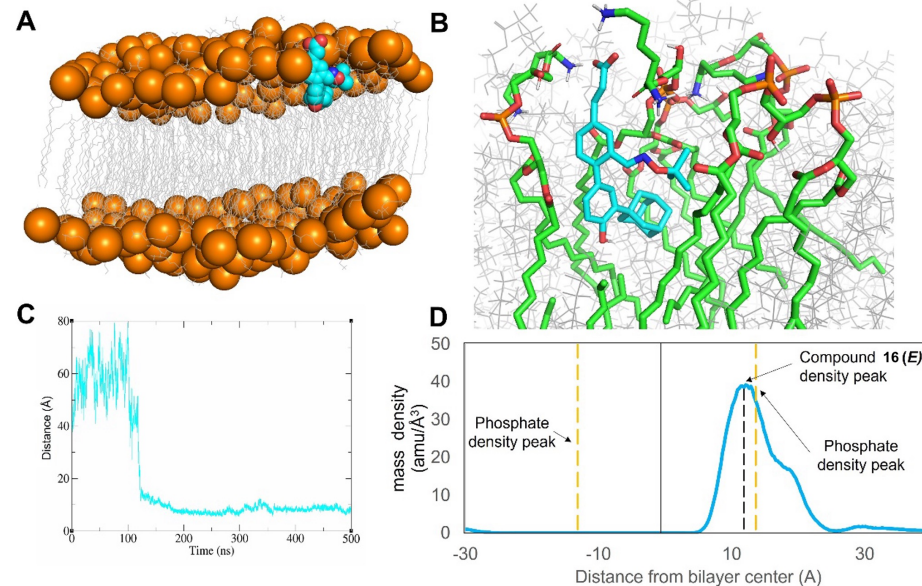 A
B
C
80
60
40
20
0
Distance (Å)
0
100
200
300
400
500
Time (ns)
D
50
40
30
20
10
0
mass density
(amu/Å³)
Phosphate
density peak
Compound 16 (E)
density peak
Phosphate
density peak
-30
-10
10
30
Distance from bilayer center (A)